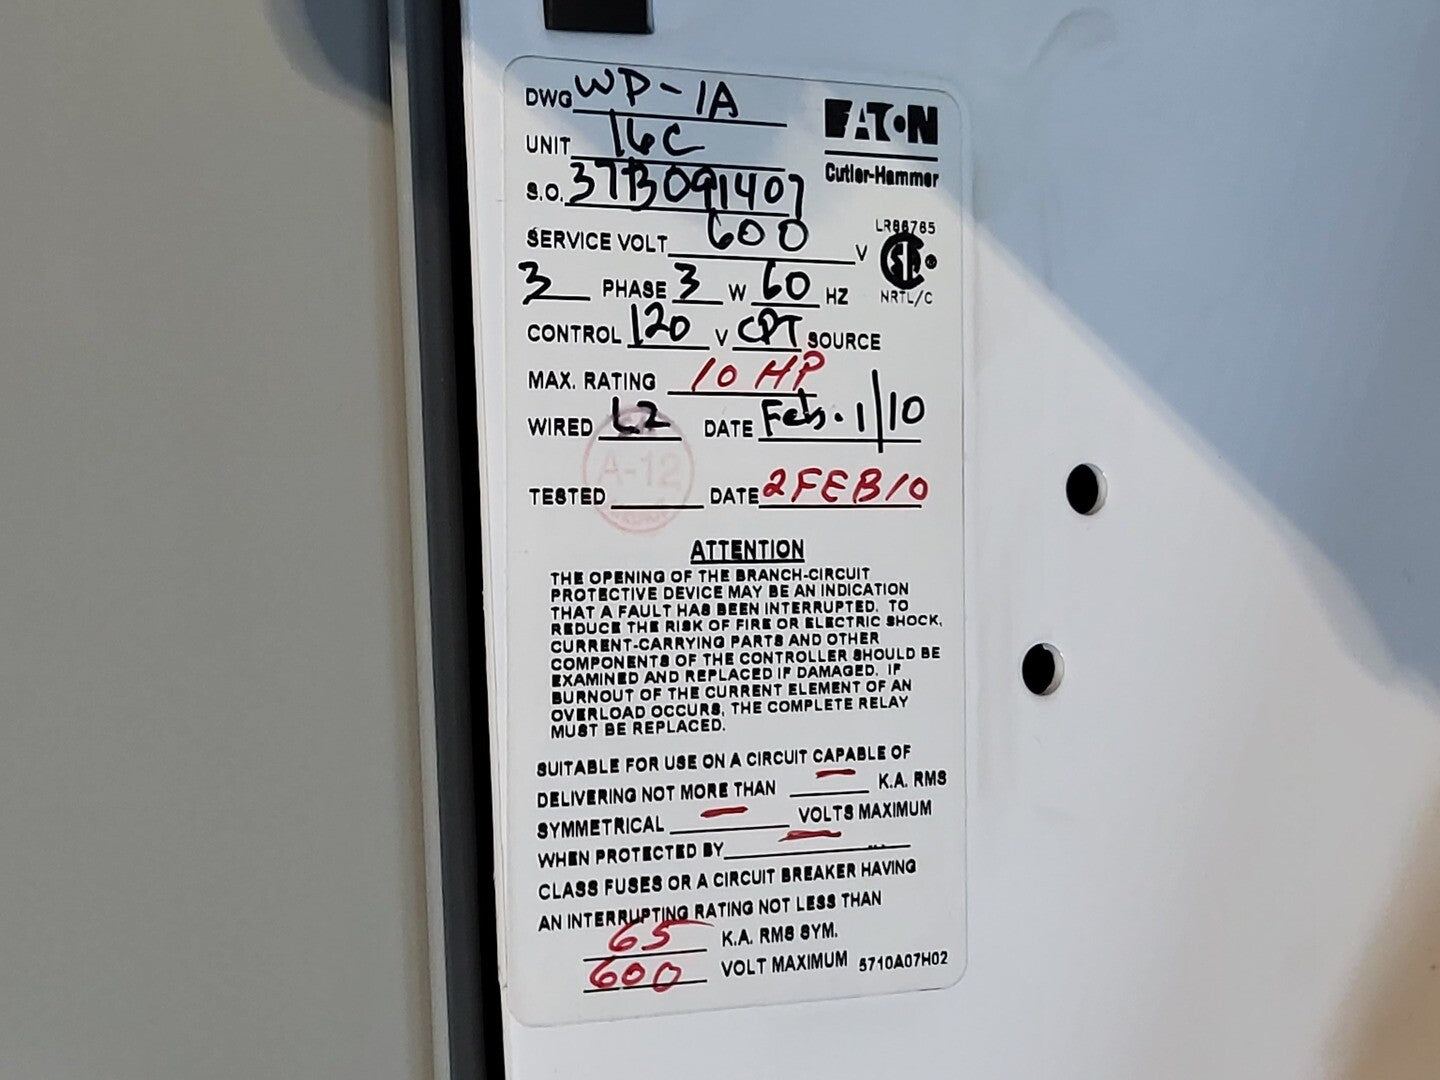 DWG WP-1A
EATON
UNIT 16C
Cutler-Hammer
S.O. 37B091407
LR86765
SERVICE VOLT 600 V
NRTL/C
3 PHASE 3 W 60 HZ
CONTROL 120 V CPT SOURCE
MAX. RATING 10 HP
WIRED LZ DATE Feb. 1/10
A-12
TESTED DATE 2 FEB 10
ATTENTION
THE OPENING OF THE BRANCH-CIRCUIT
PROTECTIVE DEVICE MAY BE AN INDICATION
THAT A FAULT HAS BEEN INTERRUPTED. TO
REDUCE THE RISK OF FIRE OR ELECTRIC SHOCK,
CURRENT-CARRYING PARTS AND OTHER
COMPONENTS OF THE CONTROLLER SHOULD BE
EXAMINED AND REPLACED IF DAMAGED. IF
BURNOUT OF THE CURRENT ELEMENT OF AN
OVERLOAD OCCURS, THE COMPLETE RELAY
MUST BE REPLACED.
SUITABLE FOR USE ON A CIRCUIT CAPABLE OF
DELIVERING NOT MORE THAN — K.A. RMS
SYMMETRICAL — VOLTS MAXIMUM
WHEN PROTECTED BY —
CLASS FUSES OR A CIRCUIT BREAKER HAVING
AN INTERRUPTING RATING NOT LESS THAN
65 K.A. RMS SYM.
600 VOLT MAXIMUM 5710A07H02